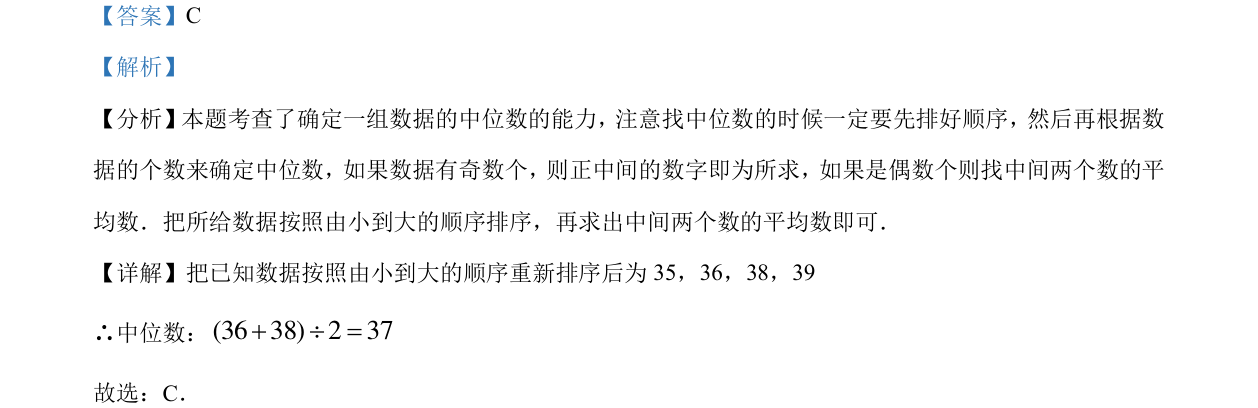 【答案】C
【解析】
【分析】本题考查了确定一组数据的中位数的能力，注意找中位数的时候一定要先排好顺序，然后再根据数
据的个数来确定中位数，如果数据有奇数个，则正中间的数字即为所求，如果是偶数个则找中间两个数的平
均数．把所给数据按照由小到大的顺序排序，再求出中间两个数的平均数即可．
【详解】把已知数据按照由小到大的顺序重新排序后为 35，36，38，39
∴中位数：(36+38)÷2=37
故选：C．